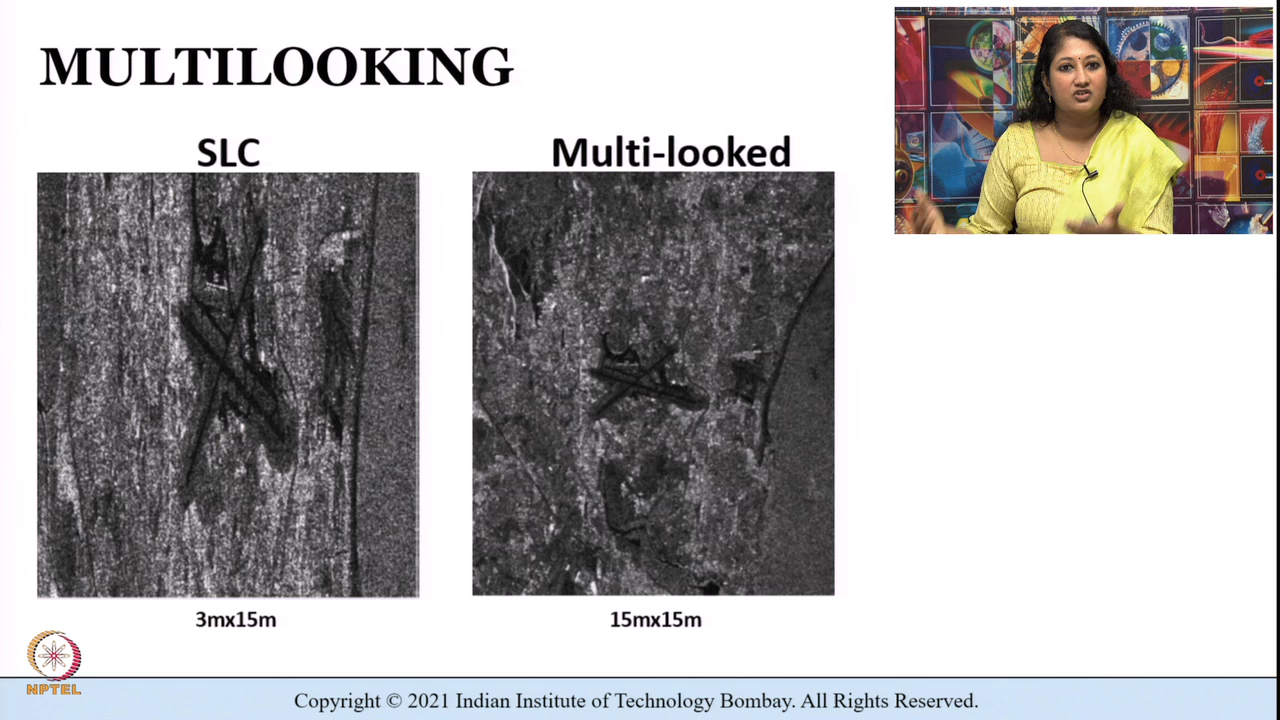 MULTILOOKING
SLC
Multi-looked
3mx15m
15mx15m
NPTEL
Copyright © 2021 Indian Institute of Technology Bombay. All Rights Reserved.